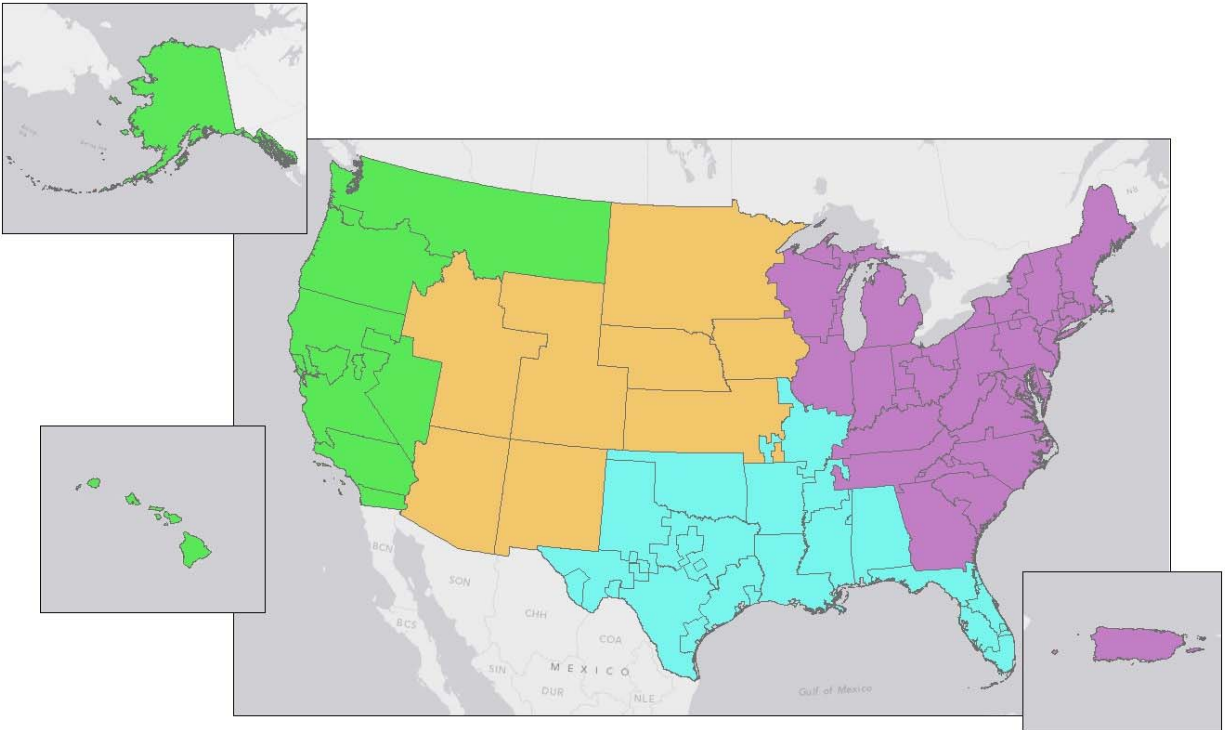 NB
BCN
SON
CHH
BCS
COA
SIN
MEXICO
DUR
NLE
Gulf of Mexico